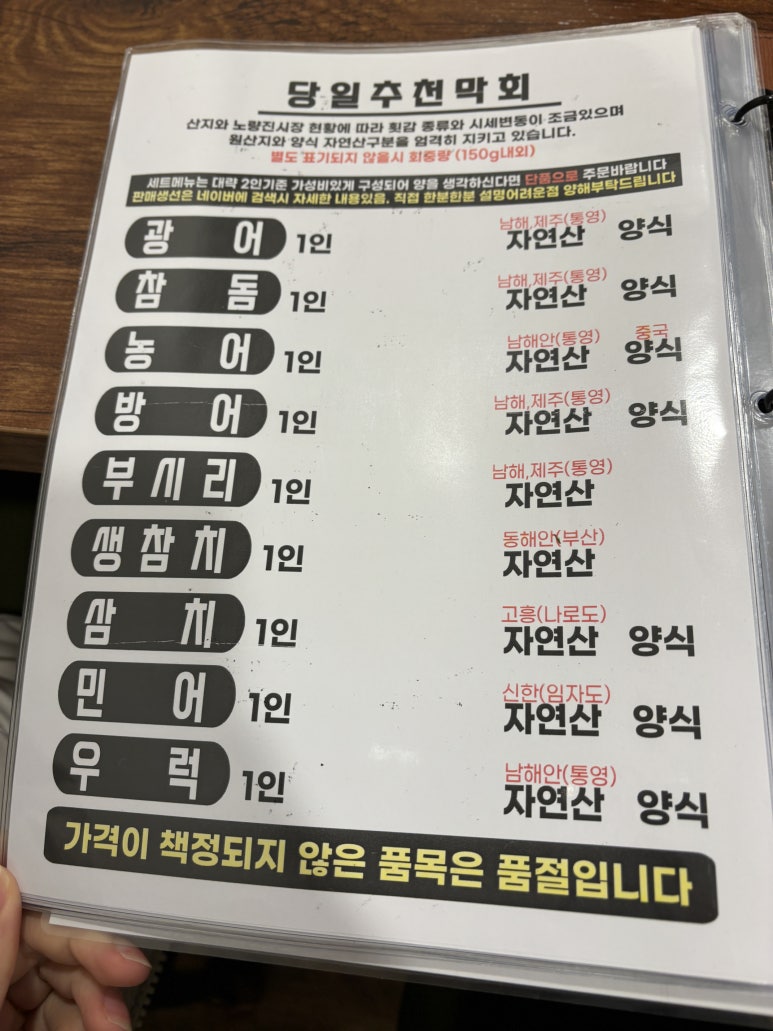 당일추천막회
산지와 노량진시장 현황에 따라 횟감 종류와 시세변동이 조금있으며
원산지와 양식 자연산구분을 엄격히 지키고 있습니다.
별도 표기되지 않을시 회중량 (150g내외)
세트메뉴는 대략 2인기준 가성비있게 구성되어 양을 생각하신다면 단품으로 주문바랍니다
판매생선은 네이버에 검색시 자세한 내용있음. 직접 한분한분 설명어려운점 양해부탁드립니다
남해,제주(통영)
광 어 1인 자연산 양식
남해,제주(통영)
참 돔 1인 자연산 양식
남해안(통영) 중국
농 어 1인 자연산 양식
남해,제주(통영)
방 어 1인 자연산 양식
남해,제주(통영)
부시리 1인 자연산
동해안(부산)
생참치 1인 자연산
고흥(나로도)
삼 치 1인 자연산 양식
신한(임자도)
민 어 1인 자연산 양식
남해안(통영)
우 럭 1인 자연산 양식
가격이 책정되지 않은 품목은 품절입니다